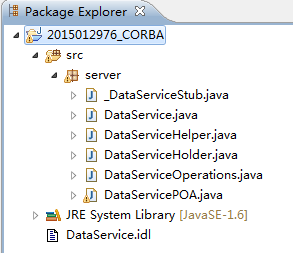 Package Explorer
2015012976_CORBA
src
server
_DataServiceStub.java
DataService.java
DataServiceHelper.java
DataServiceHolder.java
DataServiceOperations.java
DataServicePOA.java
JRE System Library [JavaSE-1.6]
DataService.idl